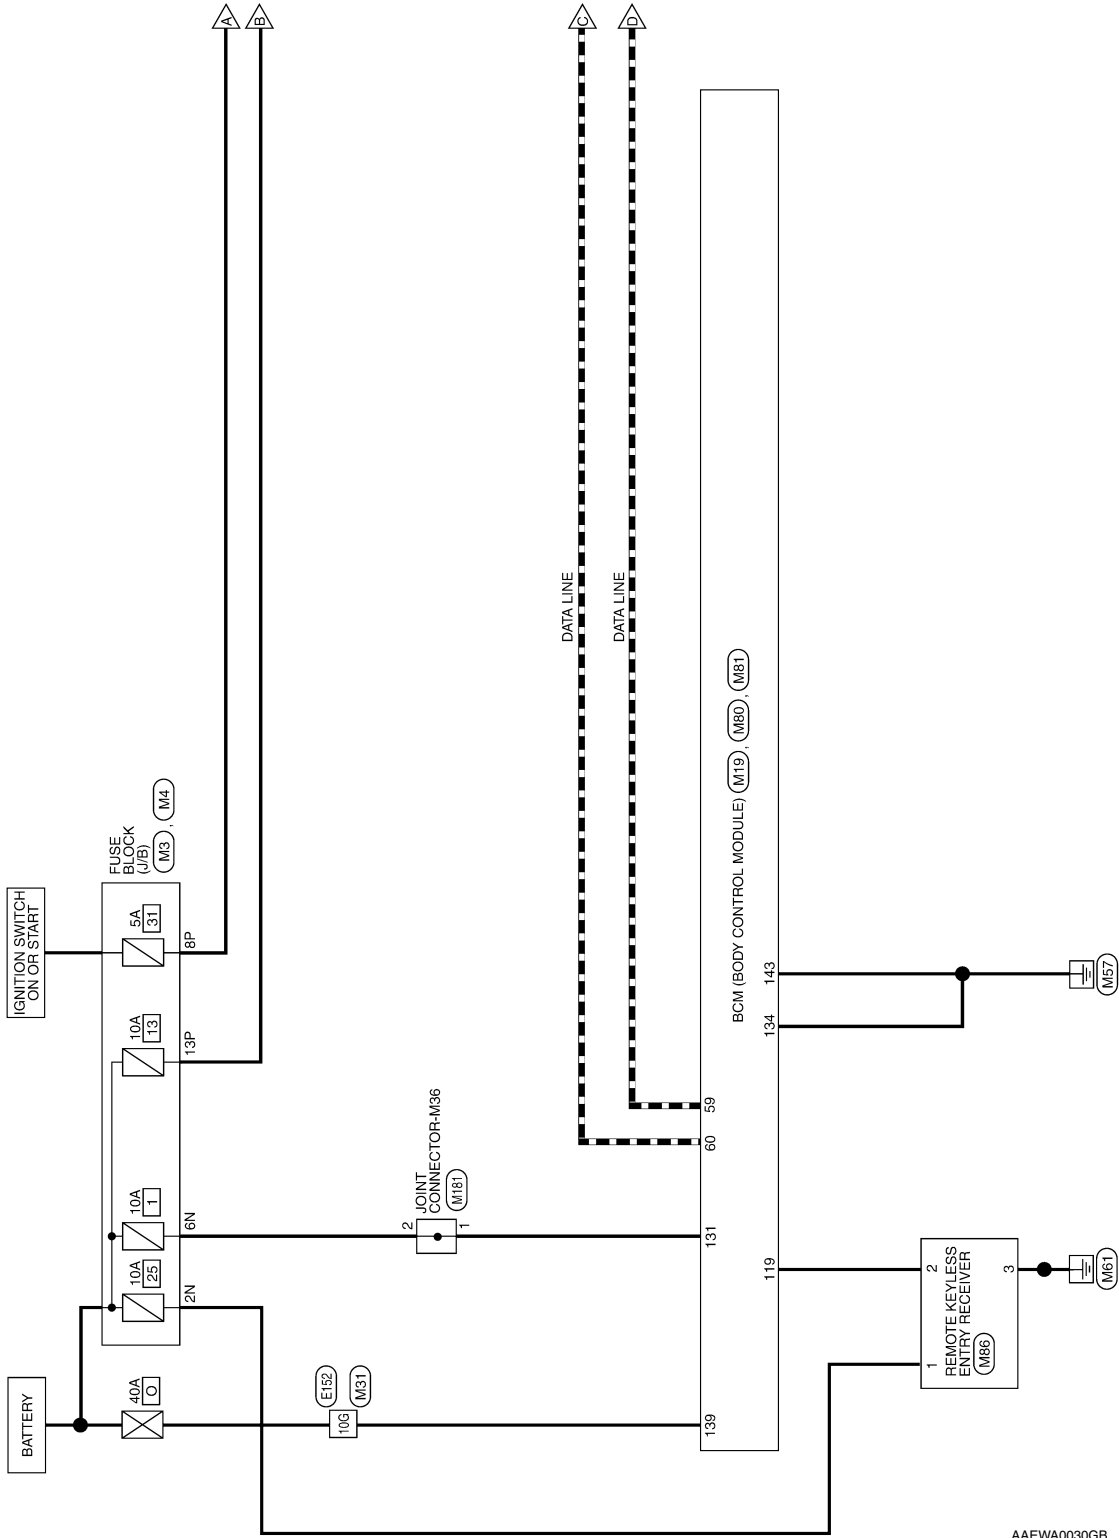 BATTERY
IGNITION SWITCH
ON OR START
40A
O
10A
25
10A
1
10A
13
5A
31
FUSE
BLOCK
(J/B)
M3 , M4
2N
6N
13P
8P
A
B
C
D
E152
10G
M31
2
JOINT
CONNECTOR-M36
1
M181
DATA LINE
DATA LINE
139
131
60
59
BCM (BODY CONTROL MODULE) M19 , M80 , M81
119
134
143
1
2
REMOTE KEYLESS
ENTRY RECEIVER
M86
3
M61
M57
AAEWA0030GB